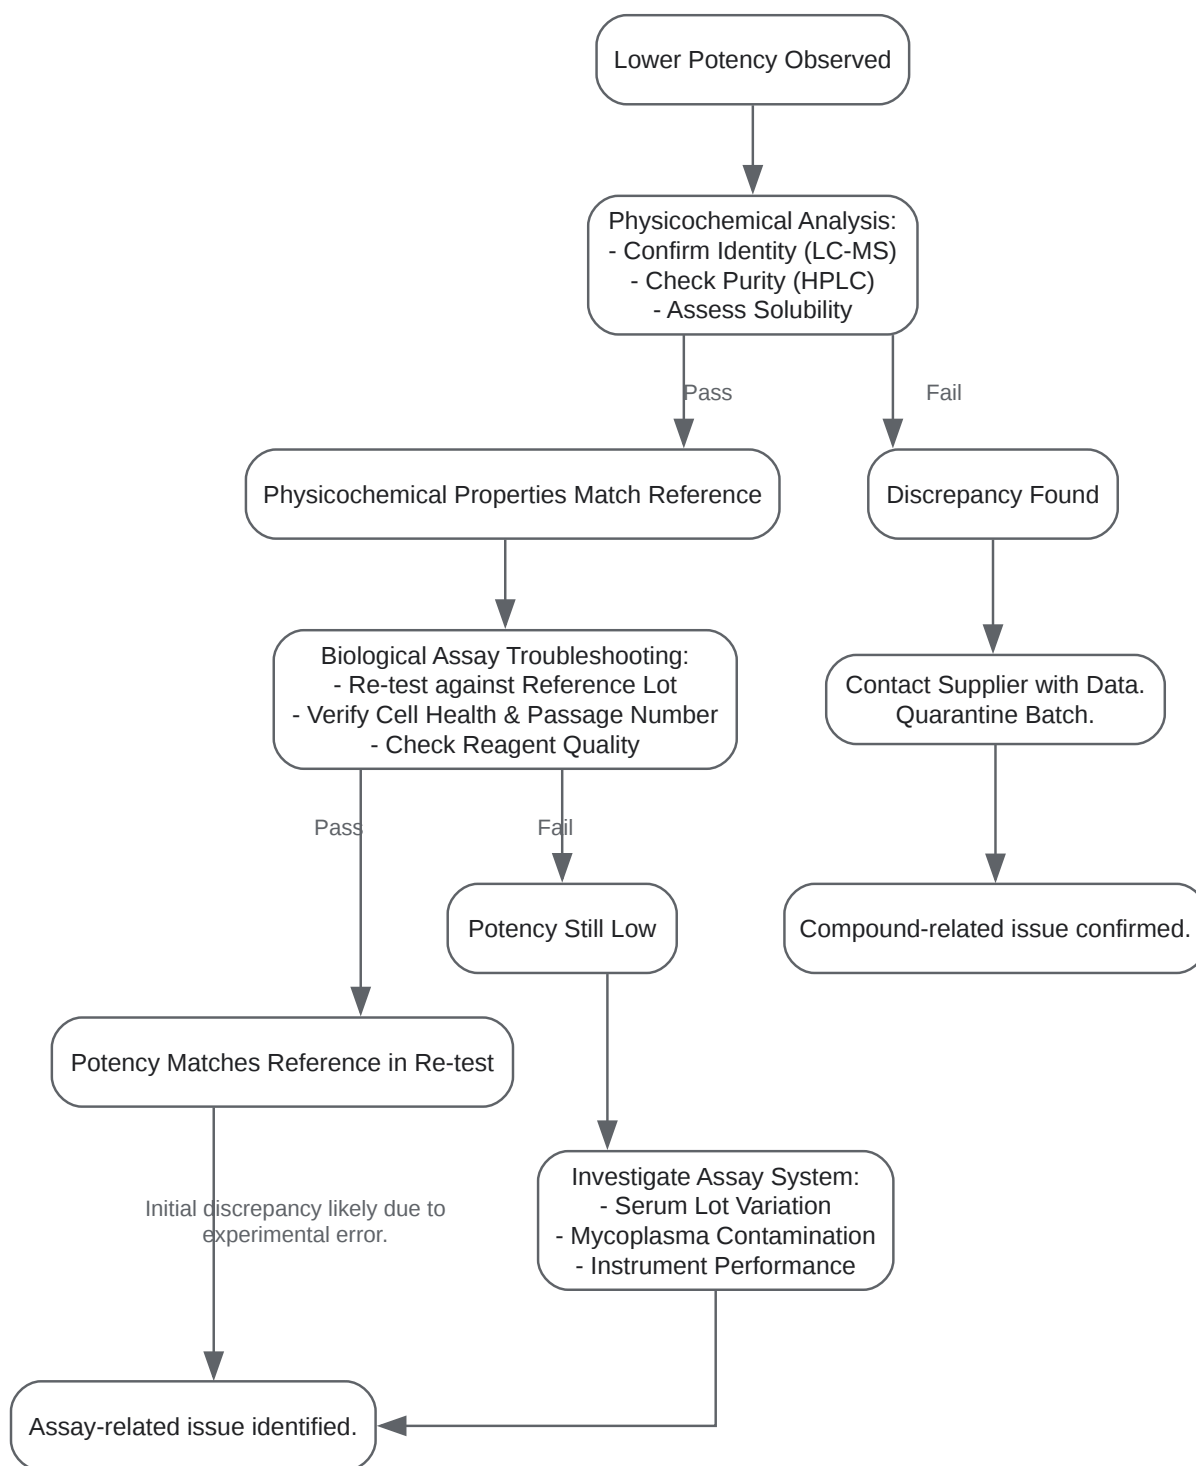 Lower Potency Observed
Physicochemical Analysis:
- Confirm Identity (LC-MS)
- Check Purity (HPLC)
- Assess Solubility
Pass
Fail
Physicochemical Properties Match Reference
Discrepancy Found
Biological Assay Troubleshooting:
- Re-test against Reference Lot
- Verify Cell Health & Passage Number
- Check Reagent Quality
Contact Supplier with Data.
Quarantine Batch.
Pass
Fail
Potency Still Low
Compound-related issue confirmed.
Potency Matches Reference in Re-test
Investigate Assay System:
- Serum Lot Variation
- Mycoplasma Contamination
- Instrument Performance
Initial discrepancy likely due to
experimental error.
Assay-related issue identified.